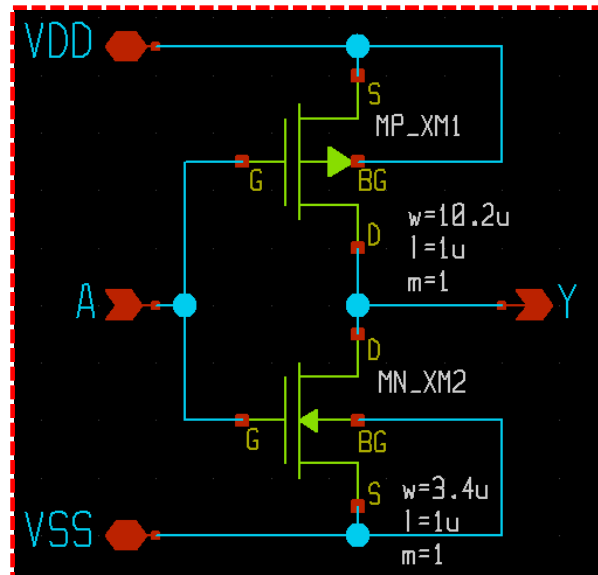 VDD
S
MP_XM1
G
BG
D
w=10.2u
l=1u
m=1
A
Y
D
MN_XM2
G
BG
S
w=3.4u
l=1u
m=1
VSS